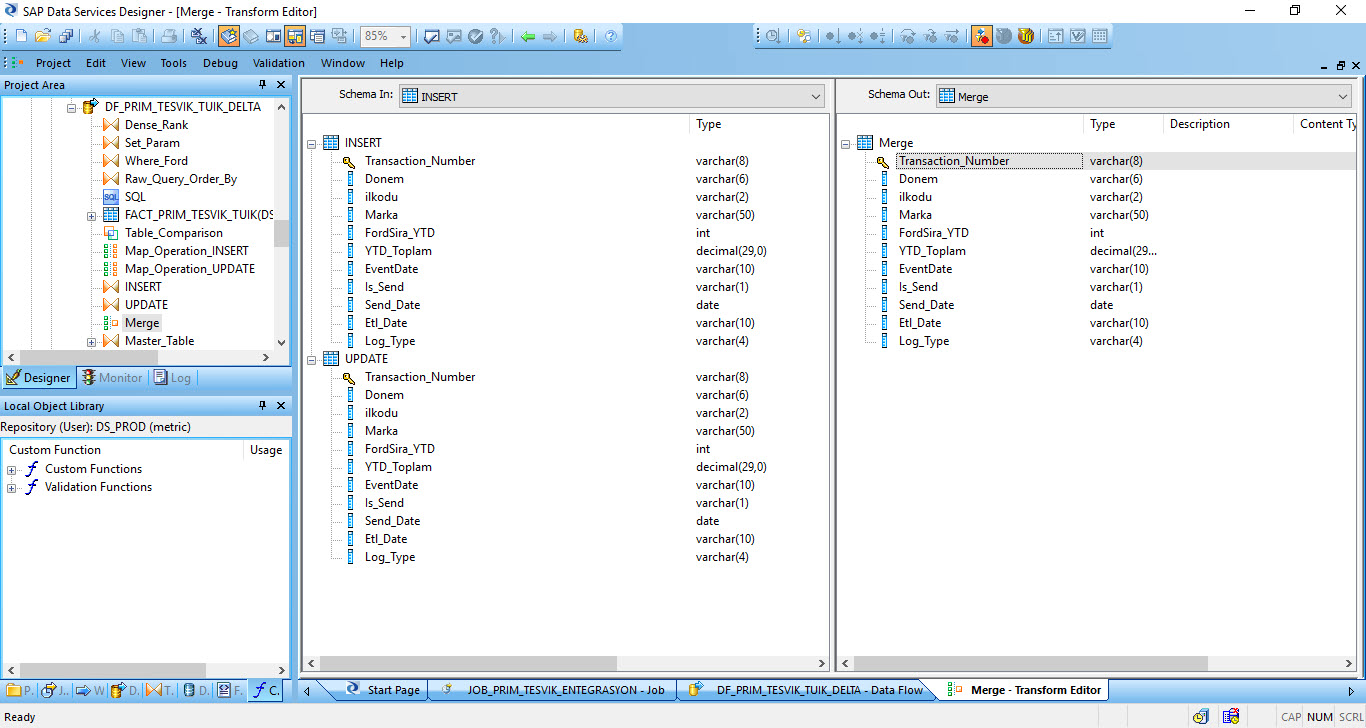 SAP Data Services Designer - [Merge - Transform Editor]
85%
Project Edit View Tools Debug Validation Window Help
Project Area
DF_PRIM_TESVIK_TUIK_DELTA
Dense_Rank
Set_Param
Where_Ford
Raw_Query_Order_By
SQL SQL
FACT_PRIM_TESVIK_TUIK(DS
Table_Comparison
Map_Operation_INSERT
Map_Operation_UPDATE
INSERT
UPDATE
Merge
Master_Table
Designer Monitor Log
Local Object Library
Repository (User): DS_PROD (metric)
Custom Function Usage
Custom Functions
Validation Functions
P. J.. W D. T. D. F. C.
Schema In: INSERT
Type
INSERT
Transaction_Number varchar(8)
Donem varchar(6)
ilkodu varchar(2)
Marka varchar(50)
FordSira_YTD int
YTD_Toplam decimal(29,0)
EventDate varchar(10)
Is_Send varchar(1)
Send_Date date
Etl_Date varchar(10)
Log_Type varchar(4)
UPDATE
Transaction_Number varchar(8)
Donem varchar(6)
ilkodu varchar(2)
Marka varchar(50)
FordSira_YTD int
YTD_Toplam decimal(29,0)
EventDate varchar(10)
Is_Send varchar(1)
Send_Date date
Etl_Date varchar(10)
Log_Type varchar(4)
Schema Out: Merge
Type Description Content Ty
Merge
Transaction_Number varchar(8)
Donem varchar(6)
ilkodu varchar(2)
Marka varchar(50)
FordSira_YTD int
YTD_Toplam decimal(29...
EventDate varchar(10)
Is_Send varchar(1)
Send_Date date
Etl_Date varchar(10)
Log_Type varchar(4)
Start Page JOB_PRIM_TESVIK_ENTEGRASYON - Job DF_PRIM_TESVIK_TUIK_DELTA - Data Flow Merge - Transform Editor
Ready CAP NUM SCRL